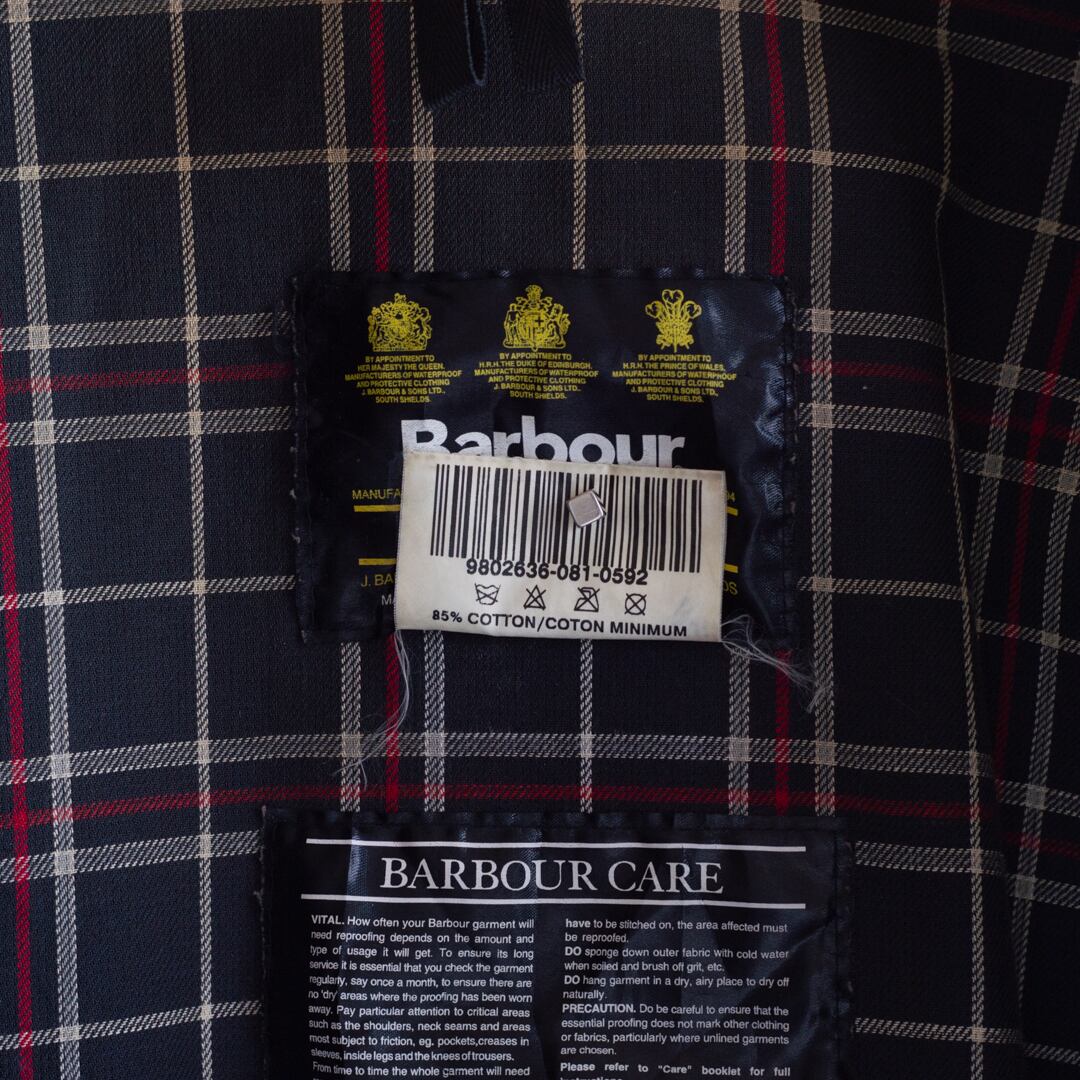 BY APPOINTMENT TO
HER MAJESTY THE QUEEN.
MANUFACTURERS OF WATERPROOF
AND PROTECTIVE CLOTHING
J. BARBOUR & SONS LTD.,
SOUTH SHIELDS.
BY APPOINTMENT TO
H.R.H. THE DUKE OF EDINBURGH,
MANUFACTURERS OF WATERPROOF
AND PROTECTIVE CLOTHING
J. BARBOUR & SONS LTD.,
SOUTH SHIELDS.
BY APPOINTMENT TO
H.R.H. THE PRINCE OF WALES,
MANUFACTURERS OF WATERPROOF
AND PROTECTIVE CLOTHING
J. BARBOUR & SONS LTD.,
SOUTH SHIELDS.
Barbour
9802636-081-0592
85% COTTON/COTON MINIMUM
BARBOUR CARE
VITAL. How often your Barbour garment will
need reproofing depends on the amount and
type of usage it will get. To ensure its long
service it is essential that you check the garment
regularly, say once a month, to ensure there are
no 'dry' areas where the proofing has been worn
away. Pay particular attention to critical areas
such as the shoulders, neck seams and areas
most subject to friction, eg. pockets,creases in
sleeves, inside legs and the knees of trousers.
From time to time the whole garment will need
have to be stitched on, the area affected must
be reproofed.
DO sponge down outer fabric with cold water
when soiled and brush off grit, etc.
DO hang garment in a dry, airy place to dry off
naturally.
PRECAUTION. Do be careful to ensure that the
essential proofing does not mark other clothing
or fabrics, particularly where unlined garments
are chosen.
Please refer to "Care" booklet for full